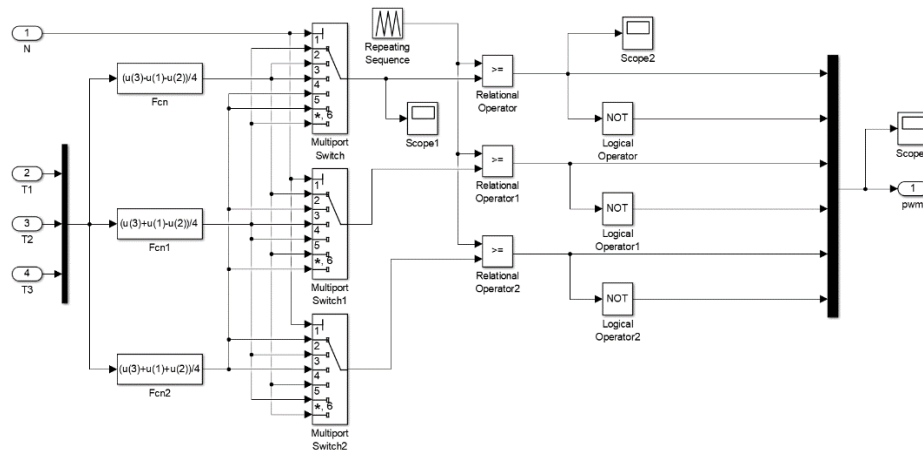 1
N
(u(3)-u(1)-u(2))/4
Fcn
2
T1
3
T2
4
T3
(u(3)+u(1)-u(2))/4
Fcn1
(u(3)+u(1)+u(2))/4
Fcn2
1
2
3
4
5
*, 6
Multiport
Switch
1
2
3
4
5
*, 6
Multiport
Switch1
1
2
3
4
5
*, 6
Multiport
Switch2
Repeating
Sequence
Scope1
>=
Relational
Operator
>=
Relational
Operator1
>=
Relational
Operator2
Scope2
NOT
Logical
Operator
NOT
Logical
Operator1
NOT
Logical
Operator2
Scope
1
pwm